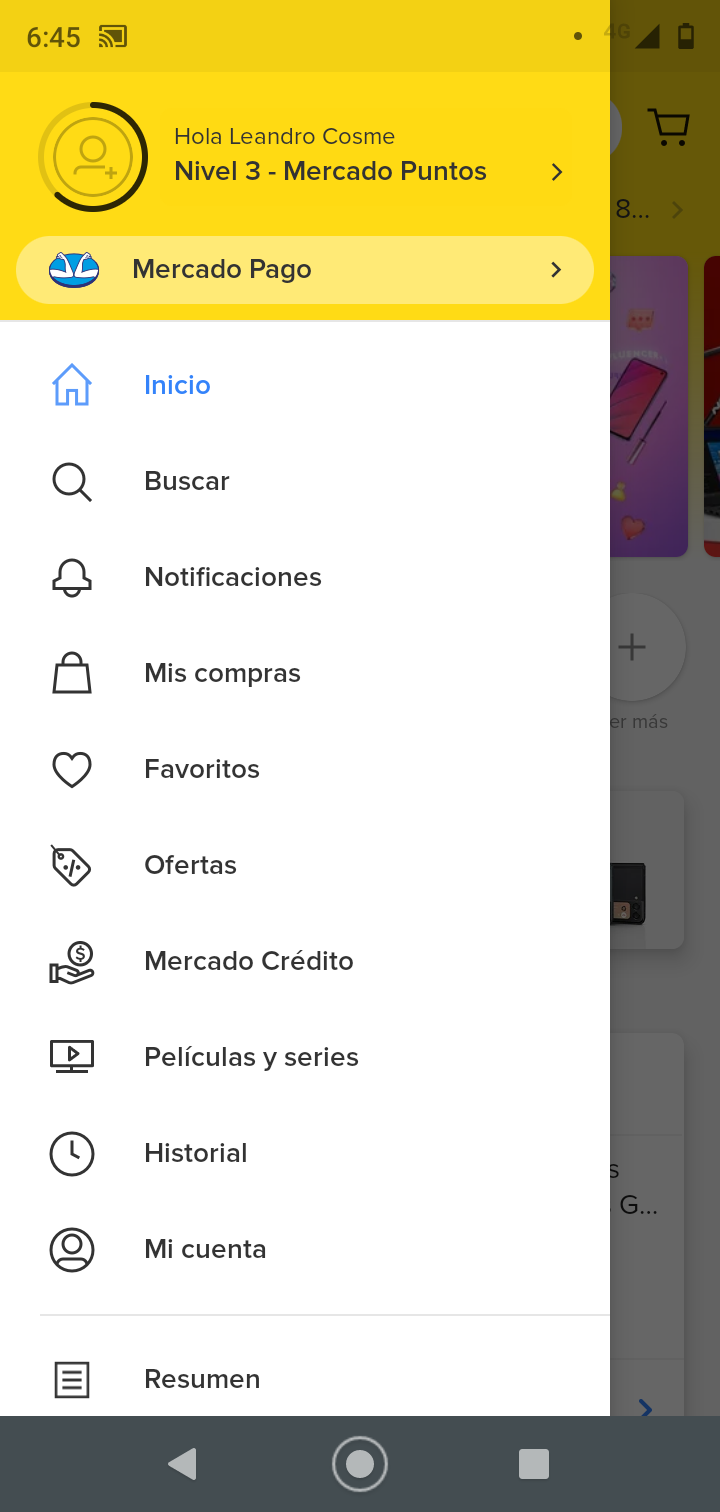 6:45
4G
Hola Leandro Cosme
Nivel 3 - Mercado Puntos
8...
Mercado Pago
Inicio
Buscar
Notificaciones
Mis compras
er más
Favoritos
Ofertas
Mercado Crédito
Películas y series
Historial
s
G...
Mi cuenta
Resumen